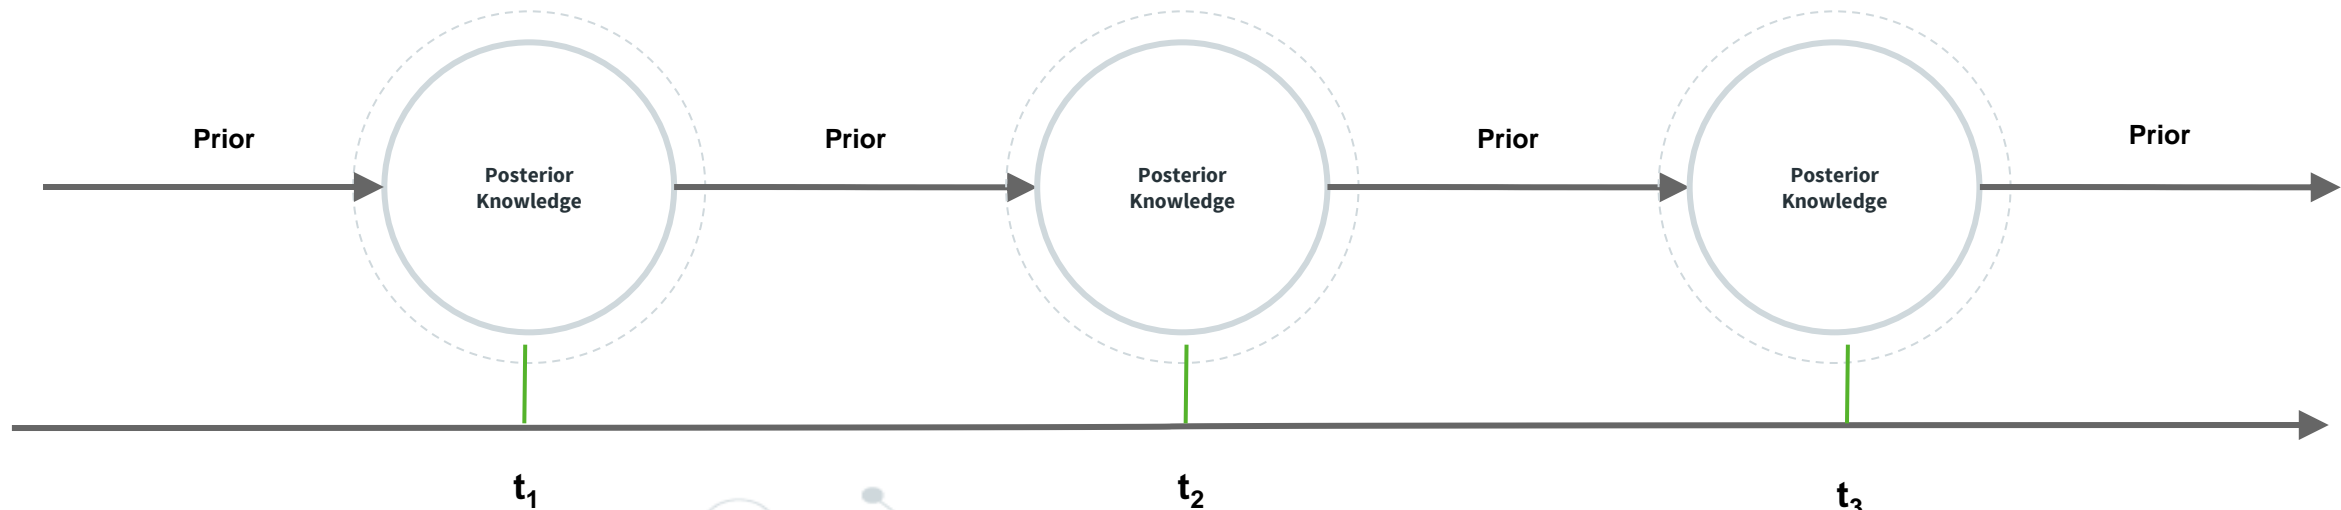 Prior
Prior
Prior
Prior
Posterior
Knowledge
Posterior
Knowledge
Posterior
Knowledge
t₁
t₂
t₃